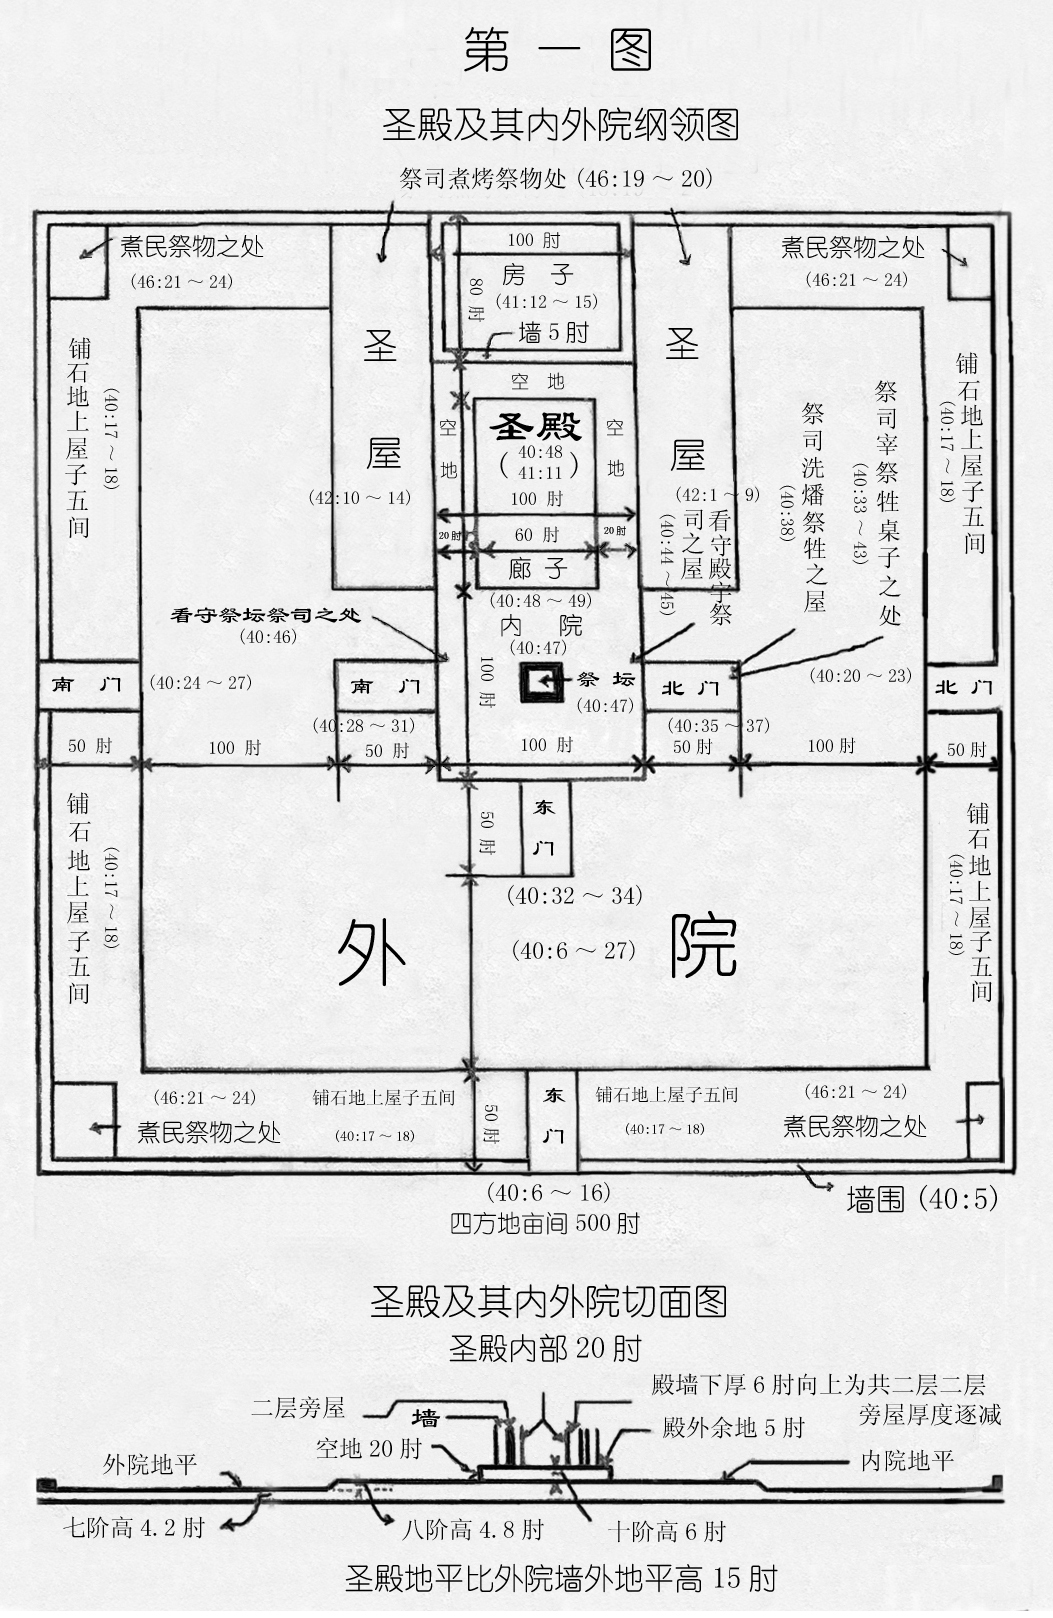 第一图
圣殿及其内外院纲领图
祭司煮烤祭物处 (46:19～20)
煮民祭物之处
(46:21～24)
100 肘
房 子
(41:12～15)
80 肘
墙 5 肘
煮民祭物之处
(46:21～24)
铺石地上屋子五间
(40:17～18)
圣屋
(42:10～14)
空 地
空地
圣殿
(40:48
41:11)
100 肘
空地
20 肘
60 肘
20 肘
廊 子
(40:48～49)
圣屋
(42:1～9)
看守殿宇祭司之屋
(40:44～45)
祭司洗燔祭牲之屋
(40:38)
祭司宰祭牲桌子之处
(40:33～43)
铺石地上屋子五间
(40:17～18)
看守祭坛祭司之处
(40:46)
内 院
(40:47)
100 肘
祭 坛
(40:47)
南 门
(40:24～27)
南 门
(40:28～31)
北 门
(40:35～37)
(40:20～23)
北 门
50 肘
100 肘
50 肘
100 肘
50 肘
100 肘
50 肘
东门
50 肘
(40:32～34)
铺石地上屋子五间
(40:17～18)
外 院
(40:6～27)
铺石地上屋子五间
(40:17～18)
(46:21～24)
煮民祭物之处
铺石地上屋子五间
(40:17～18)
50 肘
东门
铺石地上屋子五间
(40:17～18)
(46:21～24)
煮民祭物之处
(40:6～16)
四方地亩间 500 肘
墙围 (40:5)
圣殿及其内外院切面图
圣殿内部 20 肘
二层旁屋
墙
空地 20 肘
殿墙下厚 6 肘向上为共二层二层
旁屋厚度逐减
殿外余地 5 肘
外院地平
内院地平
七阶高 4.2 肘
八阶高 4.8 肘
十阶高 6 肘
圣殿地平比外院墙外地平高 15 肘